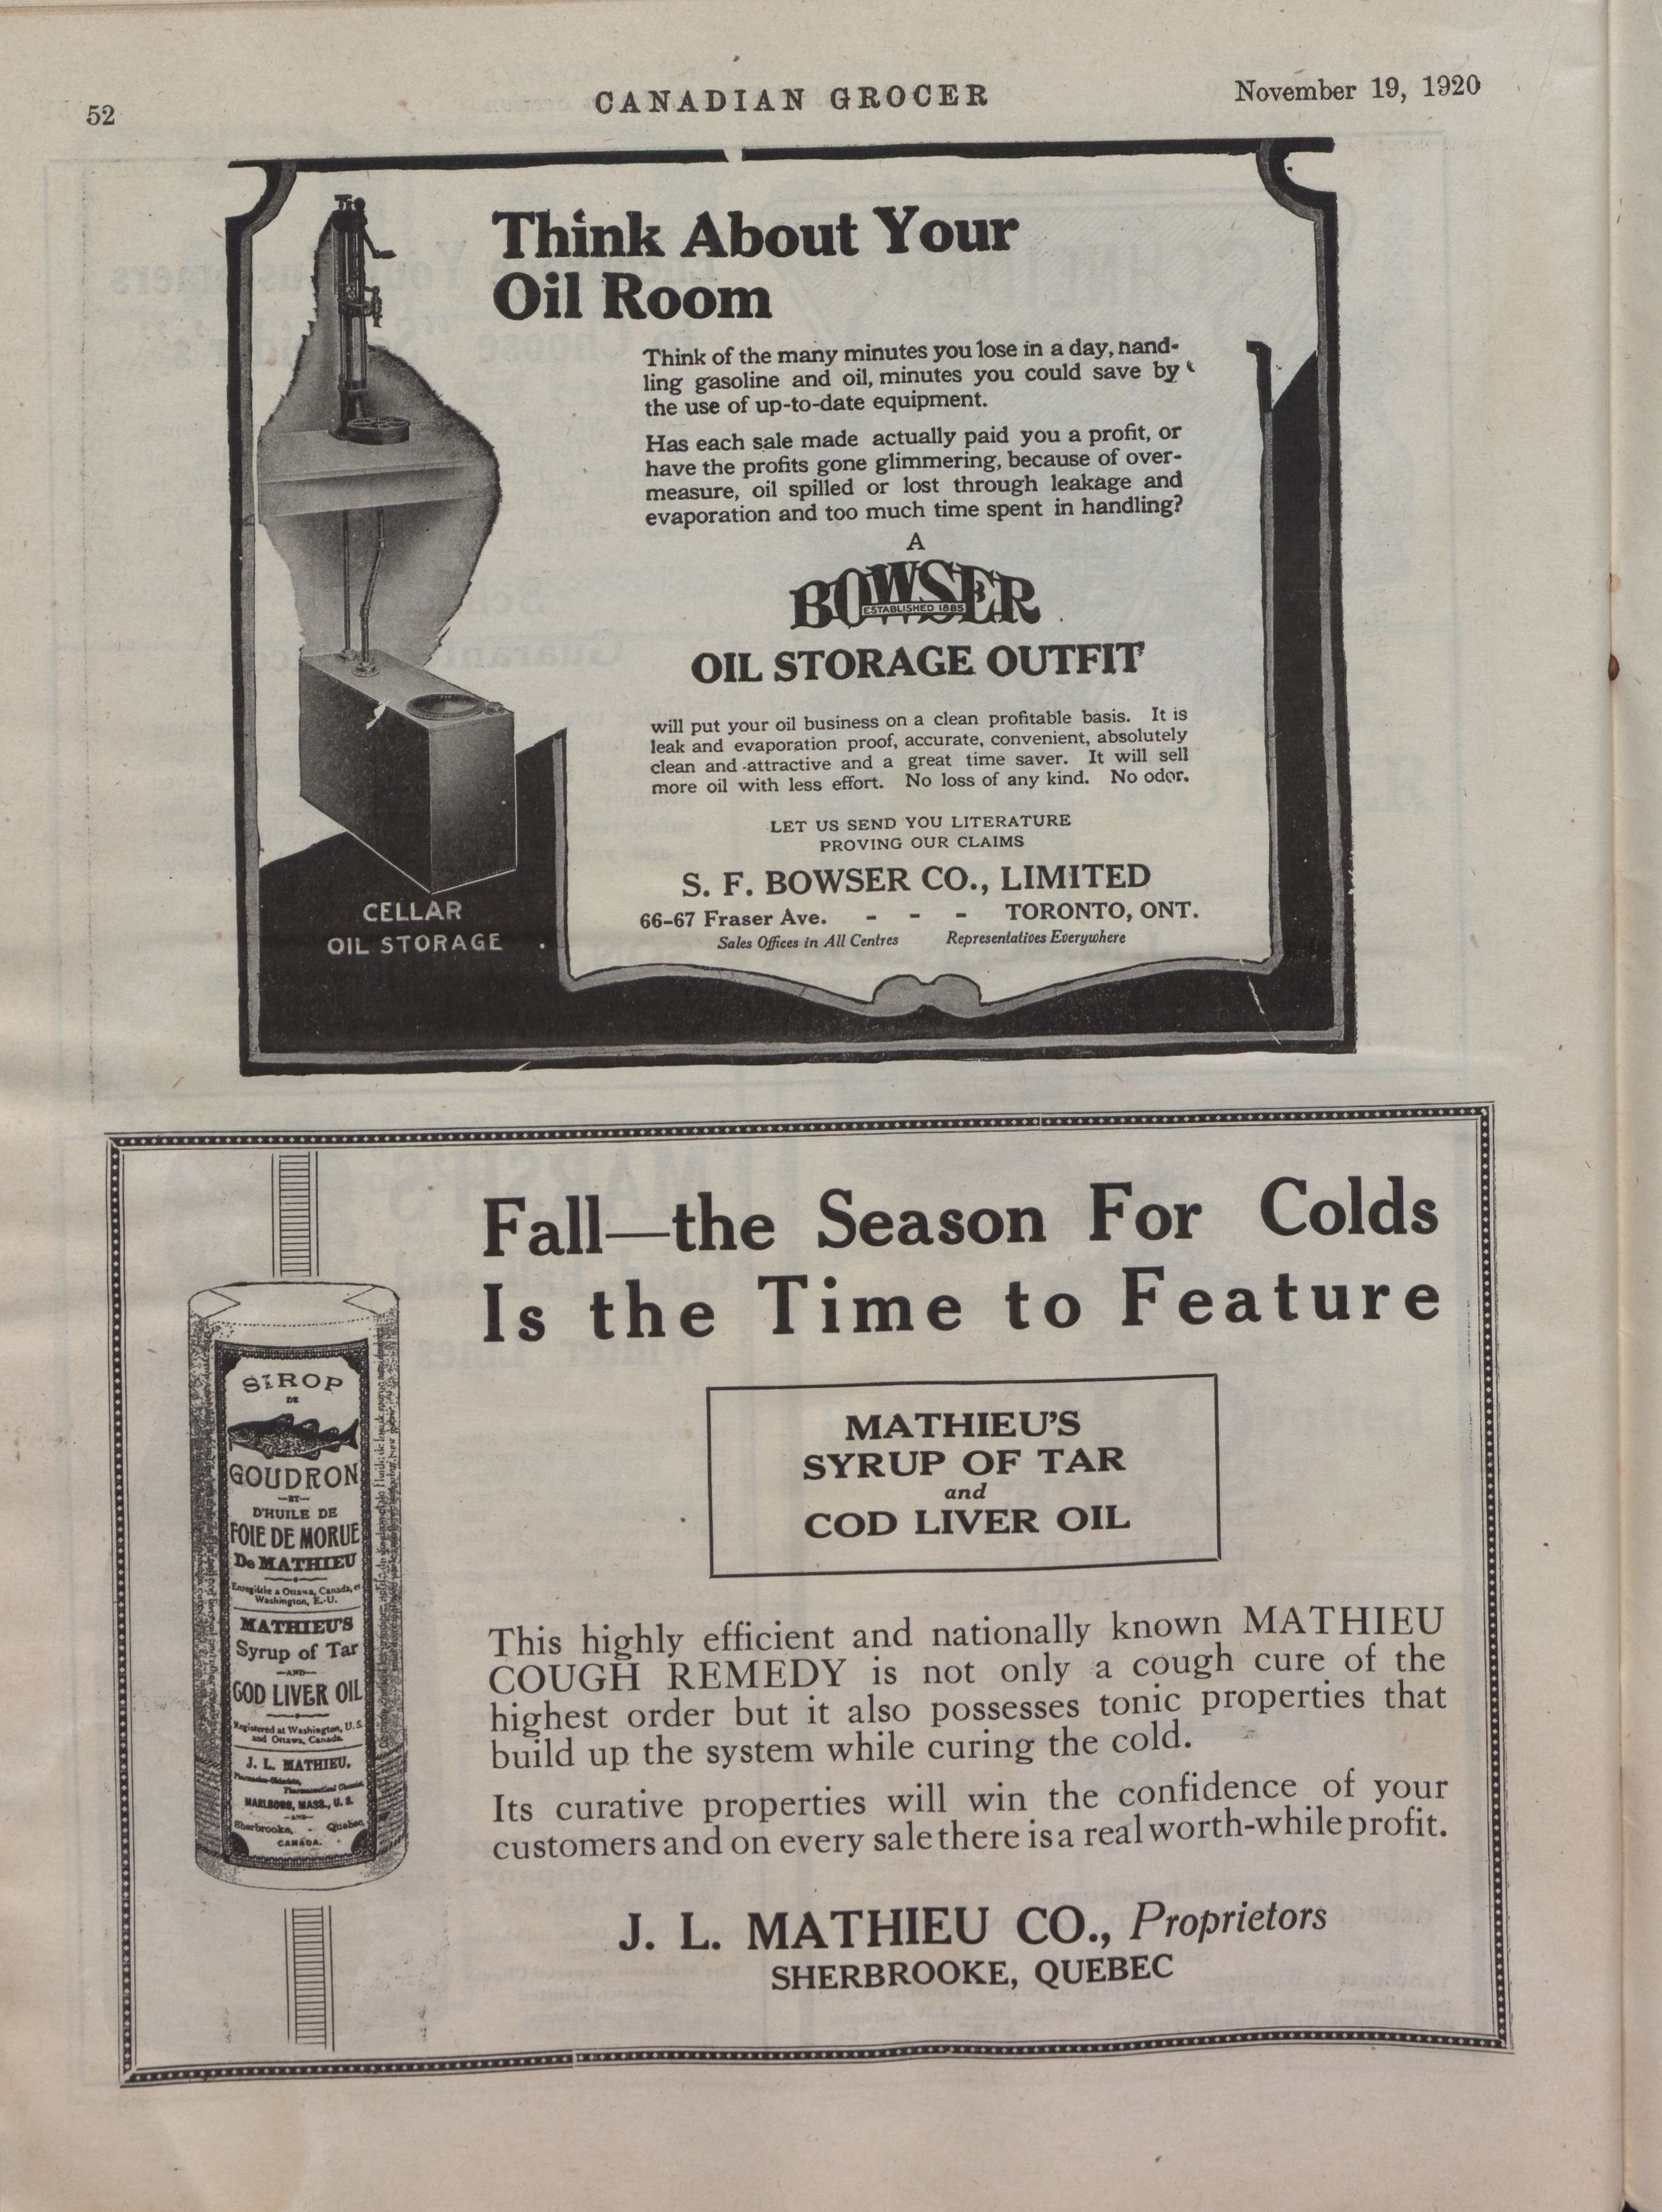 52
CANADIAN GROCER
November 19, 1920
Think About Your
Oil Room
Think of the many minutes you lose in a day, hand-
ling gasoline and oil, minutes you could save by
the use of up-to-date equipment.
Has each sale made actually paid you a profit, or
have the profits gone glimmering, because of over-
measure, oil spilled or lost through leakage and
evaporation and too much time spent in handling?
A
BOWSER
ESTABLISHED 1885
OIL STORAGE OUTFIT
will put your oil business on a clean profitable basis. It is
leak and evaporation proof, accurate, convenient, absolutely
clean and attractive and a great time saver. It will sell
more oil with less effort. No loss of any kind. No odor.
LET US SEND YOU LITERATURE
PROVING OUR CLAIMS
S. F. BOWSER CO., LIMITED
66-67 Fraser Ave. - - - TORONTO, ONT.
Sales Offices in All Centres Representatives Everywhere
CELLAR
OIL STORAGE
Fall—the Season For Colds
Is the Time to Feature
MATHIEU'S
SYRUP OF TAR
and
COD LIVER OIL
This highly efficient and nationally known MATHIEU
COUGH REMEDY is not only a cough cure of the
highest order but it also possesses tonic properties that
build up the system while curing the cold.
Its curative properties will win the confidence of your
customers and on every sale there is a real worth-while profit.
J. L. MATHIEU CO., Proprietors
SHERBROOKE, QUEBEC
SIROP
DE
GOUDRON
—ET—
D'HUILE DE
FOIE DE MORUE
De MATHIEU
Enregistré a Ottawa, Canada, et
Washington, E.-U.
MATHIEU'S
Syrup of Tar
—AND—
COD LIVER OIL
Registered at Washington, U. S.
and Ottawa, Canada.
J. L. MATHIEU,
Pharmaceutical Chemist,
MARLBORO, MASS., U. S.
—AND—
Sherbrooke, - Quebec,
CANADA.